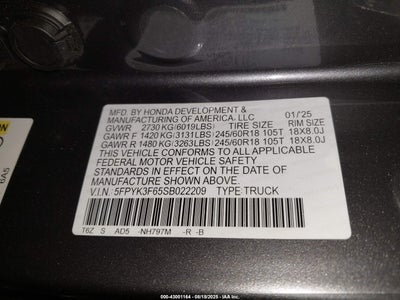 MFD. BY HONDA DEVELOPMENT &
MANUFACTURING OF AMERICA, LLC 01/25
GVWR 2730 KG (6019LBS) TIRE SIZE RIM SIZE
GAWR F 1420 KG (3131LBS) 245/60R18 105T 18X8.0J
GAWR R 1480 KG (3263LBS) 245/60R18 105T 18X8.0J
THIS VEHICLE CONFORMS TO ALL APPLICABLE
FEDERAL MOTOR VEHICLE SAFETY
STANDARDS IN EFFECT ON THE DATE OF
MANUFACTURE SHOWN ABOVE.
V.I.N. 5FPYK3F65SB022209 TYPE TRUCK
T6Z S AD5 -NH797M -R -B
000-43001164 - 08/18/2025 - IAA Inc.